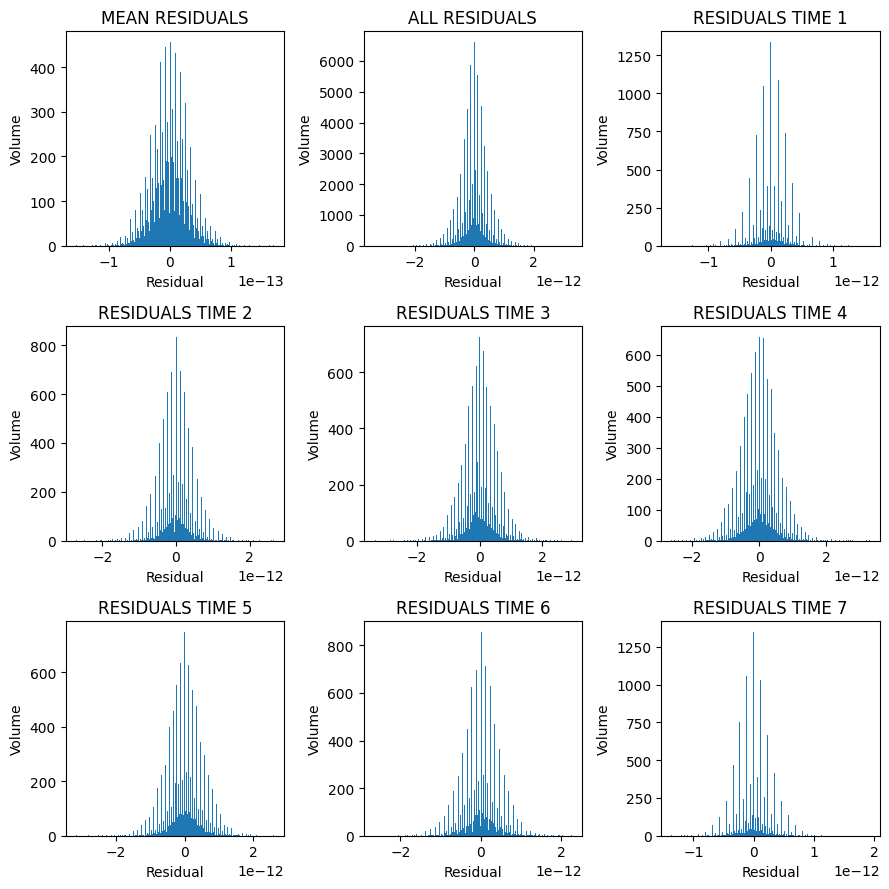 MEAN RESIDUALS
Volume
400
300
200
100
0
−1
0
1
Residual
1e−13
ALL RESIDUALS
Volume
6000
5000
4000
3000
2000
1000
0
−2
0
2
Residual
1e−12
RESIDUALS TIME 1
Volume
1250
1000
750
500
250
0
−1
0
1
Residual
1e−12
RESIDUALS TIME 2
Volume
800
600
400
200
0
−2
0
2
Residual
1e−12
RESIDUALS TIME 3
Volume
600
400
200
0
−2
0
2
Residual
1e−12
RESIDUALS TIME 4
Volume
600
500
400
300
200
100
0
−2
0
2
Residual
1e−12
RESIDUALS TIME 5
Volume
600
400
200
0
−2
0
2
Residual
1e−12
RESIDUALS TIME 6
Volume
800
600
400
200
0
−2
0
2
Residual
1e−12
RESIDUALS TIME 7
Volume
1250
1000
750
500
250
0
−1
0
1
2
Residual
1e−12